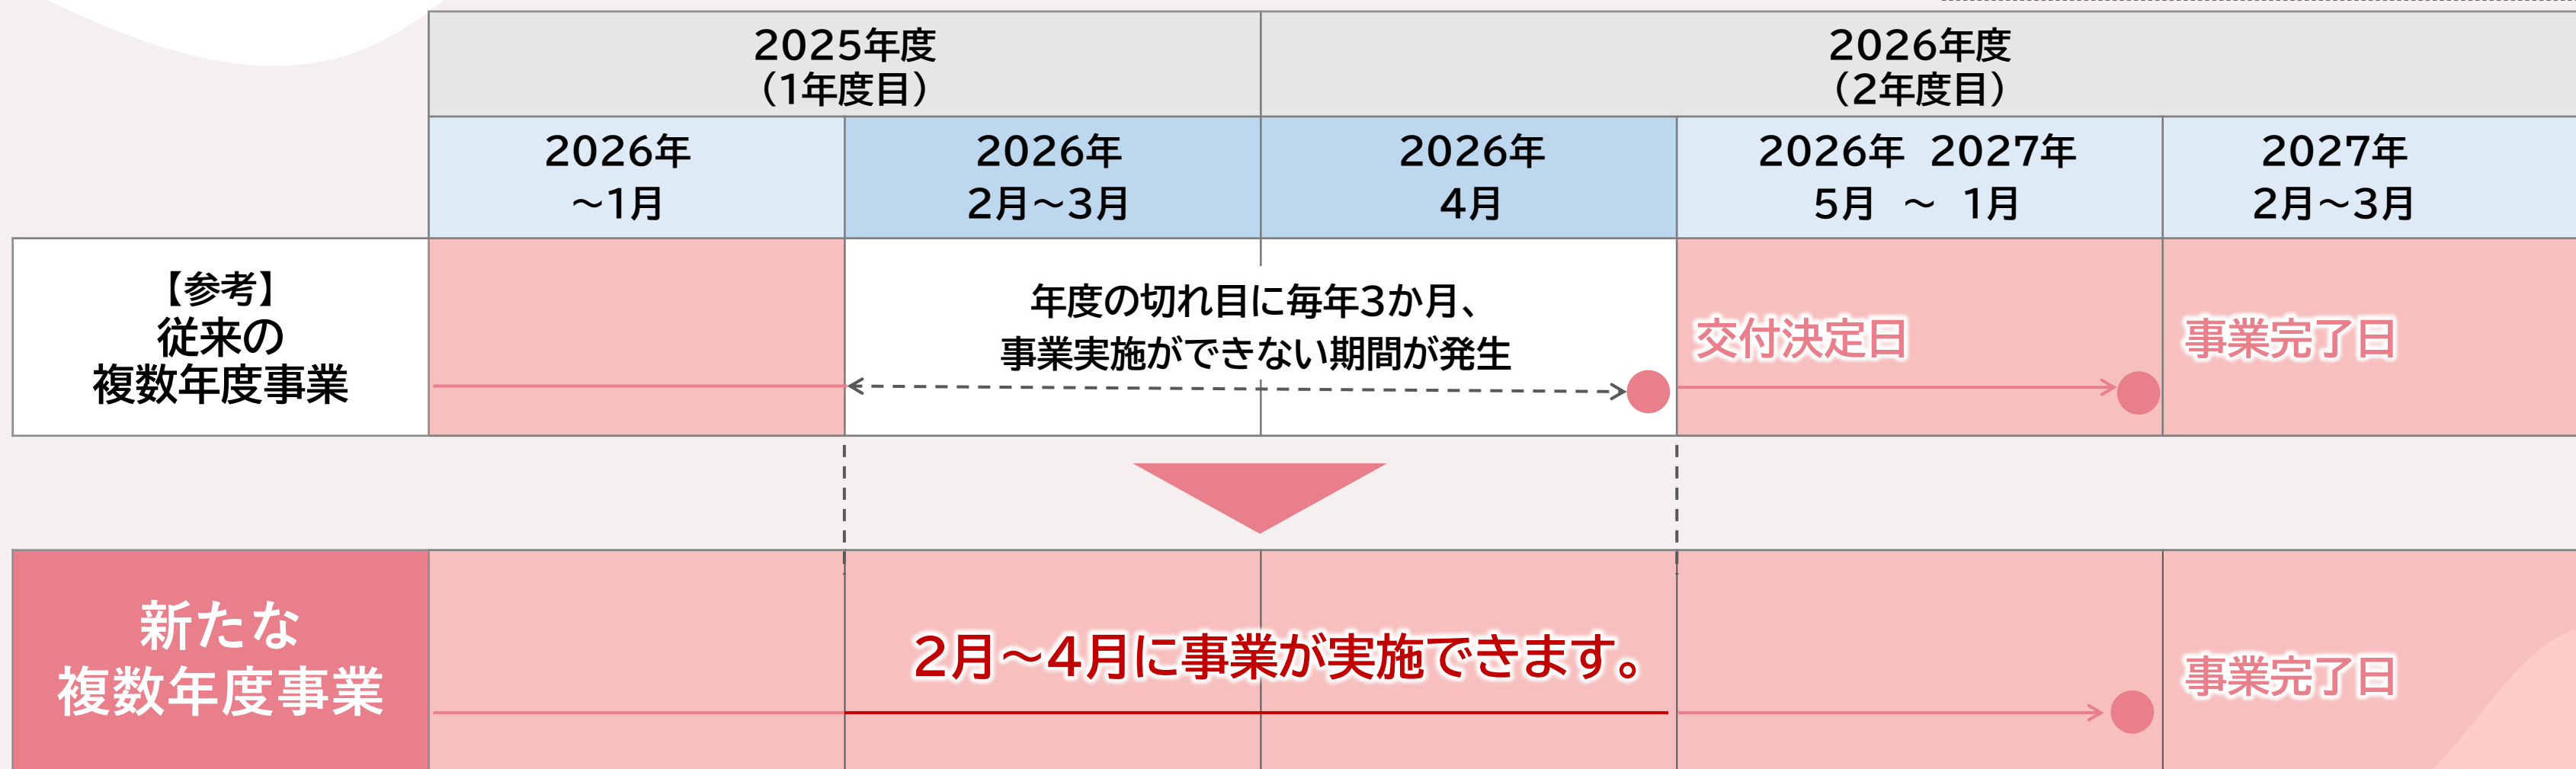 2025年度
（1年度目）
2026年度
（2年度目）
2026年
～1月
2026年
2月～3月
2026年
4月
2026年 2027年
5月 ～ 1月
2027年
2月～3月
【参考】
従来の
複数年度事業
年度の切れ目に毎年3か月、
事業実施ができない期間が発生
交付決定日
事業完了日
新たな
複数年度事業
2月～4月に事業が実施できます。
事業完了日